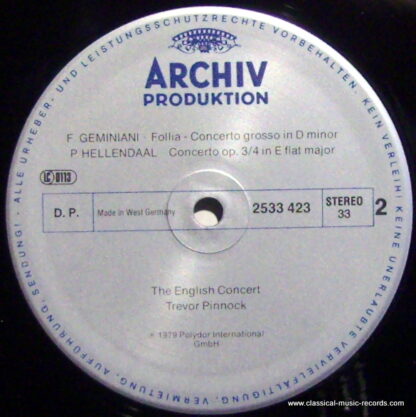 ALLE URHEBER- UND LEISTUNGSSCHUTZRECHTE VORBEHALTEN · KEIN VERLEIH! KEINE UNERLAUBTE VERVIELFÄLTIGUNG, VERMIETUNG, AUFFÜHRUNG, SENDUNG!
ARCHIV
PRODUKTION
F. GEMINIANI · Follia - Concerto grosso in D minor
P. HELLENDAAL Concerto op. 3/4 in E flat major
LC 0113
D. P. Made in West Germany 2533 423 STEREO 33 2
The English Concert
Trevor Pinnock
℗ 1979 Polydor International
GmbH
www.classical-music-records.com